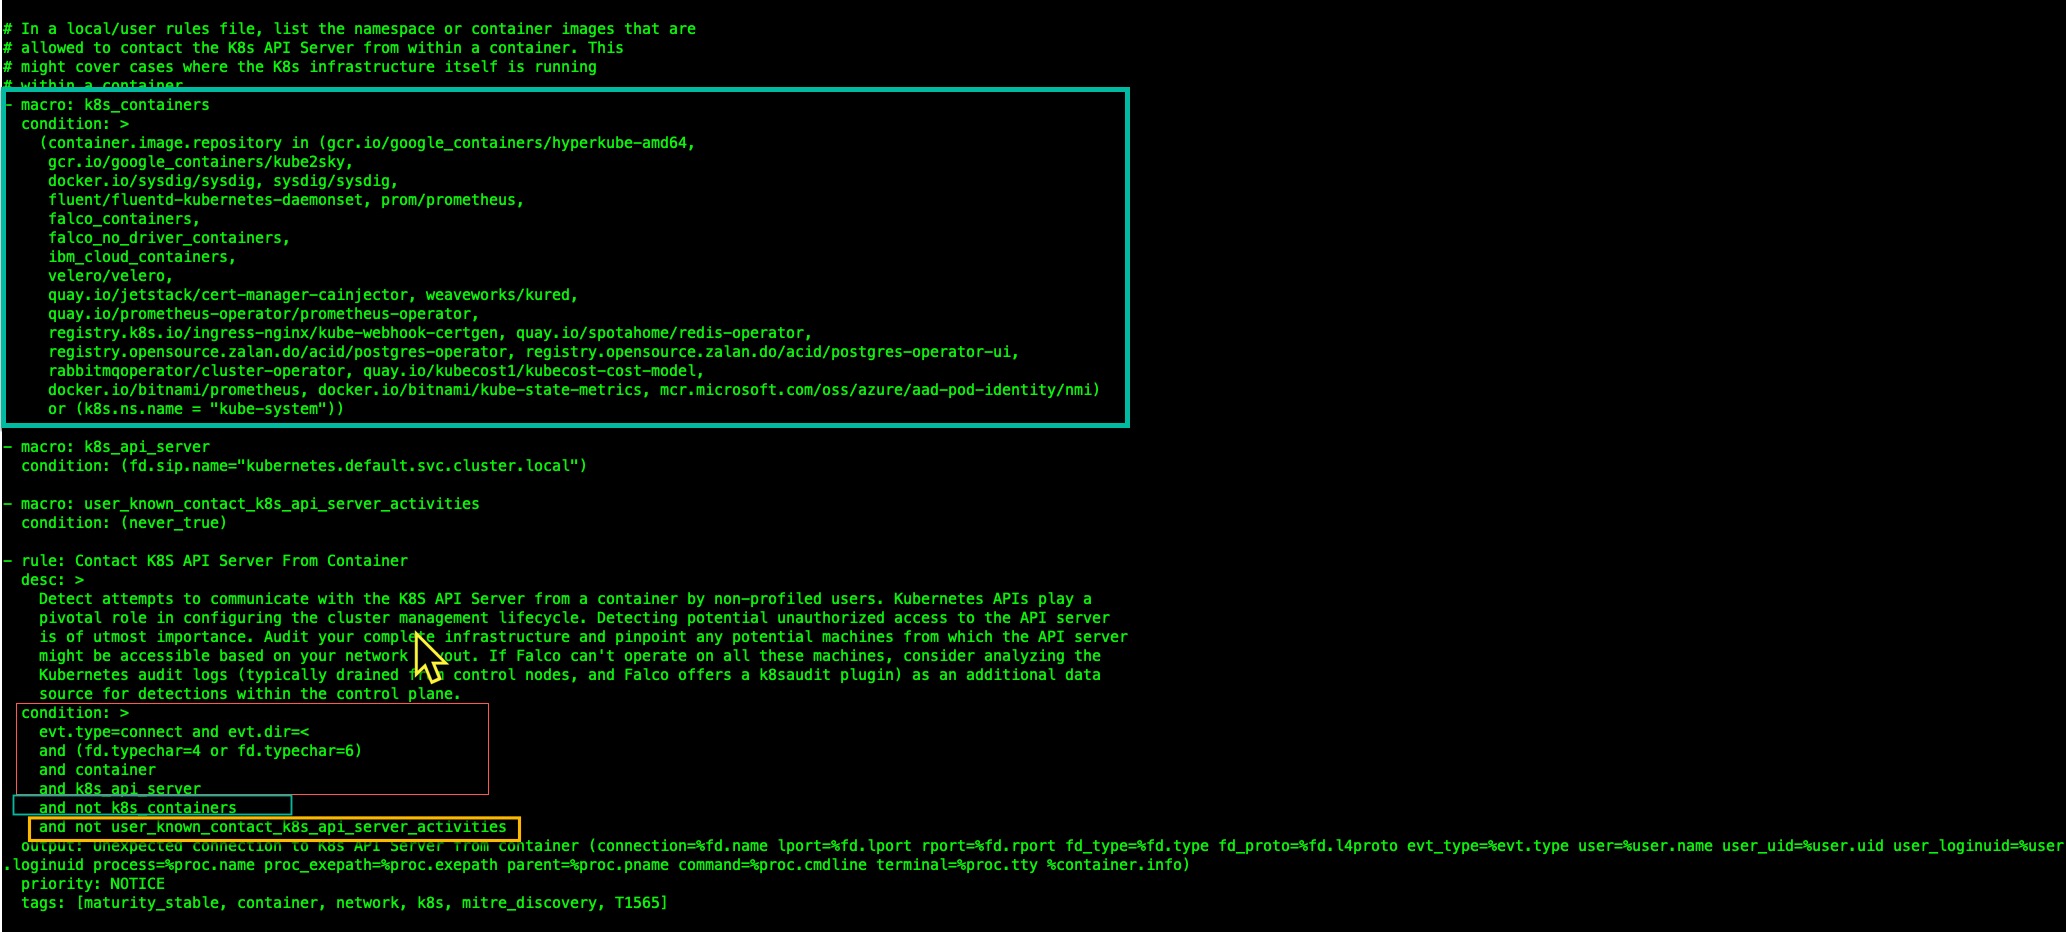 # In a local/user rules file, list the namespace or container images that are
# allowed to contact the K8s API Server from within a container. This
# might cover cases where the K8s infrastructure itself is running
# within a container.
- macro: k8s_containers
  condition: >
    (container.image.repository in (gcr.io/google_containers/hyperkube-amd64,
     gcr.io/google_containers/kube2sky,
     docker.io/sysdig/sysdig, sysdig/sysdig,
     fluent/fluentd-kubernetes-daemonset, prom/prometheus,
     falco_containers,
     falco_no_driver_containers,
     ibm_cloud_containers,
     velero/velero,
     quay.io/jetstack/cert-manager-cainjector, weaveworks/kured,
     quay.io/prometheus-operator/prometheus-operator,
     registry.k8s.io/ingress-nginx/kube-webhook-certgen, quay.io/spotahome/redis-operator,
     registry.opensource.zalan.do/acid/postgres-operator, registry.opensource.zalan.do/acid/postgres-operator-ui,
     rabbitmqoperator/cluster-operator, quay.io/kubecost1/kubecost-cost-model,
     docker.io/bitnami/prometheus, docker.io/bitnami/kube-state-metrics, mcr.microsoft.com/oss/azure/aad-pod-identity/nmi)
     or (k8s.ns.name = "kube-system"))
- macro: k8s_api_server
  condition: (fd.sip.name="kubernetes.default.svc.cluster.local")
- macro: user_known_contact_k8s_api_server_activities
  condition: (never_true)
- rule: Contact K8S API Server From Container
  desc: >
    Detect attempts to communicate with the K8S API Server from a container by non-profiled users. Kubernetes APIs play a
    pivotal role in configuring the cluster management lifecycle. Detecting potential unauthorized access to the API server
    is of utmost importance. Audit your complete infrastructure and pinpoint any potential machines from which the API server
    might be accessible based on your network out. If Falco can't operate on all these machines, consider analyzing the
    Kubernetes audit logs (typically drained from control nodes, and Falco offers a k8saudit plugin) as an additional data
    source for detections within the control plane.
  condition: >
    evt.type=connect and evt.dir=<
    and (fd.typechar=4 or fd.typechar=6)
    and container
    and k8s_api_server
    and not k8s_containers
    and not user_known_contact_k8s_api_server_activities
  output: Unexpected connection to K8s API Server from container (connection=%fd.name lport=%fd.lport rport=%fd.rport fd_type=%fd.type fd_proto=%fd.l4proto evt_type=%evt.type user=%user.name user_uid=%user.uid user_loginuid=%user
.loginuid process=%proc.name proc_exepath=%proc.exepath parent=%proc.pname command=%proc.cmdline terminal=%proc.tty %container.info)
  priority: NOTICE
  tags: [maturity_stable, container, network, k8s, mitre_discovery, T1565]